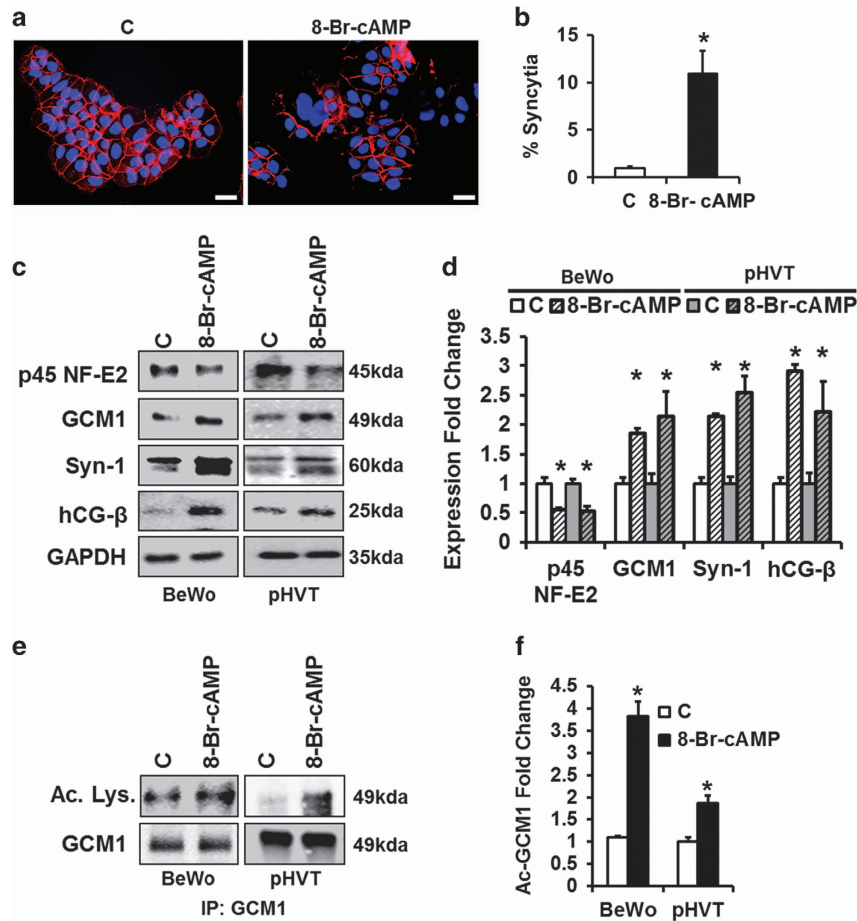 a
C
8-Br-cAMP
b
% Syncytia
15
10
5
0
*
C 8-Br- cAMP
c
C
8-Br-cAMP
C
8-Br-cAMP
p45 NF-E2
45kda
GCM1
49kda
Syn-1
60kda
hCG-β
25kda
GAPDH
35kda
BeWo
pHVT
d
BeWo
pHVT
C 8-Br-cAMP C 8-Br-cAMP
Expression Fold Change
3.5
3
2.5
2
1.5
1
0.5
0
* * * * * * * *
p45 NF-E2
GCM1
Syn-1
hCG-β
e
C
8-Br-cAMP
C
8-Br-cAMP
Ac. Lys.
49kda
GCM1
49kda
BeWo
pHVT
IP: GCM1
f
Ac-GCM1 Fold Change
4.5
4
3.5
3
2.5
2
1.5
1
0.5
0
C
8-Br-cAMP
*
*
BeWo
pHVT